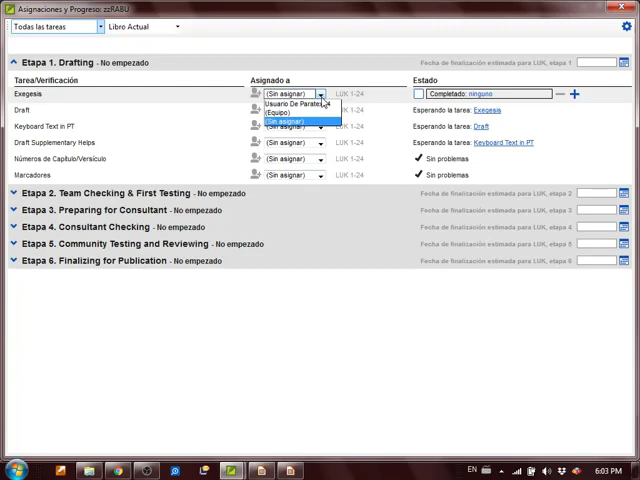 Asignaciones y Progreso: zzRABU
Todas las tareas Libro Actual
Etapa 1. Drafting - No empezado Fecha de finalización estimada para LUK, etapa 1
Tarea/Verificación Asignado a Estado
Exegesis (Sin asignar) LUK 1-24 Completado: ninguno
Usuario De Paratex 4
Draft (Equipo) Esperando la tarea: Exegesis
(Sin asignar)
Keyboard Text in PT LUK 1-24 Esperando la tarea: Draft
Draft Supplementary Helps (Sin asignar) LUK 1-24 Esperando la tarea: Keyboard Text in PT
Números de Capítulo/Versículo (Sin asignar) LUK 1-24 Sin problemas
Marcadores (Sin asignar) LUK 1-24 Sin problemas
Etapa 2. Team Checking & First Testing - No empezado Fecha de finalización estimada para LUK, etapa 2
Etapa 3. Preparing for Consultant - No empezado Fecha de finalización estimada para LUK, etapa 3
Etapa 4. Consultant Checking - No empezado Fecha de finalización estimada para LUK, etapa 4
Etapa 5. Community Testing and Reviewing - No empezado Fecha de finalización estimada para LUK, etapa 5
Etapa 6. Finalizing for Publication - No empezado Fecha de finalización estimada para LUK, etapa 6
EN 6:03 PM